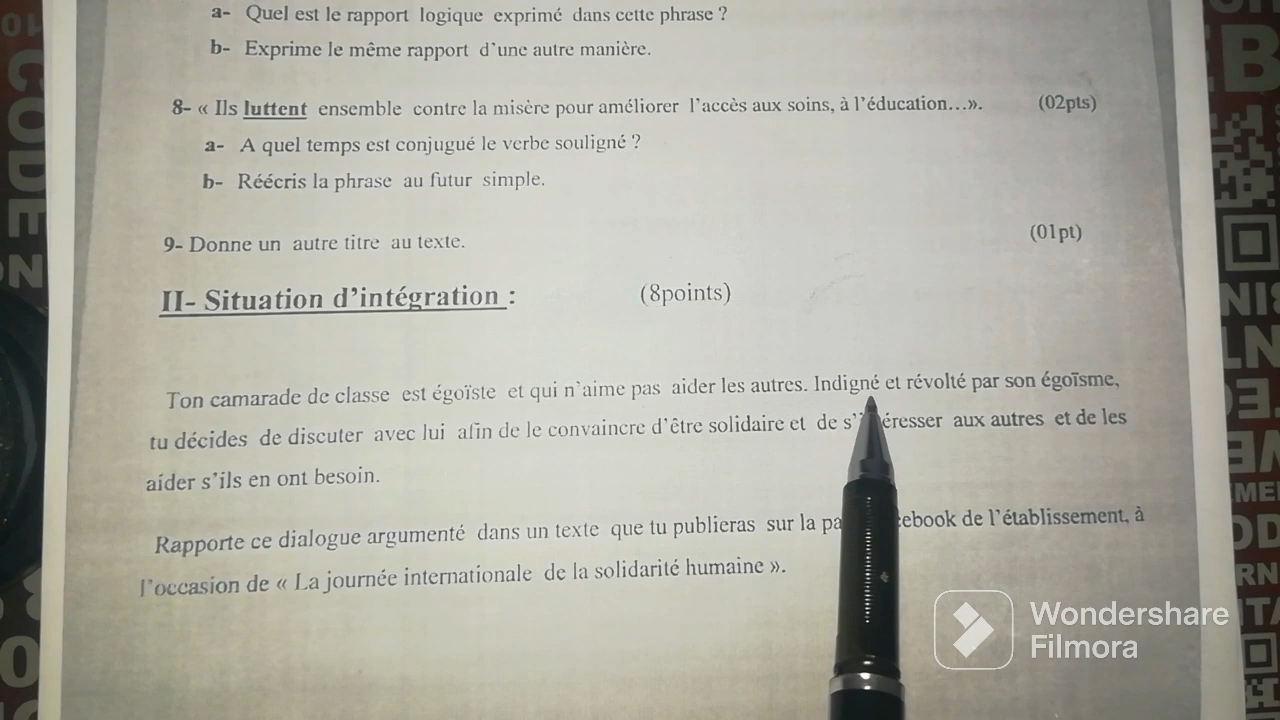 a- Quel est le rapport logique exprimé dans cette phrase ?
b- Exprime le même rapport d'une autre manière.
8- « Ils luttent ensemble contre la misère pour améliorer l'accès aux soins, à l'éducation...». (02pts)
a- A quel temps est conjugué le verbe souligné ?
b- Réécris la phrase au futur simple.
9- Donne un autre titre au texte. (01pt)
II- Situation d'intégration : (8points)
Ton camarade de classe est égoïste et qui n'aime pas aider les autres. Indigné et révolté par son égoïsme,
tu décides de discuter avec lui afin de le convaincre d'être solidaire et de aux autres et de les
aider s'ils en ont besoin.
Rapporte ce dialogue argumenté dans un texte que tu publieras sur la de l'établissement, à
l'occasion de « La journée internationale de la solidarité humaine ».
Wondershare
Filmora
CODE